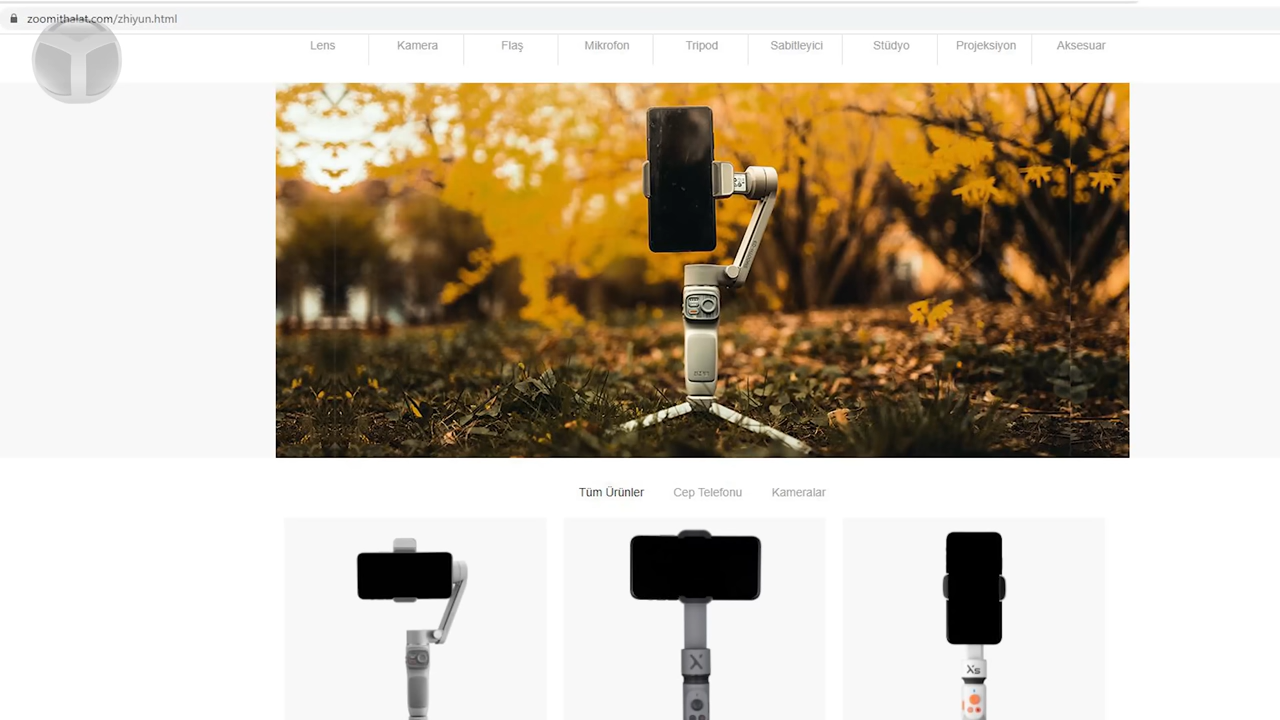 zoomithalat.com/zhiyun.html
Lens Kamera Flaş Mikrofon Tripod Sabitleyici Stüdyo Projeksiyon Aksesuar
Tüm Ürünler Cep Telefonu Kameralar
X
XS